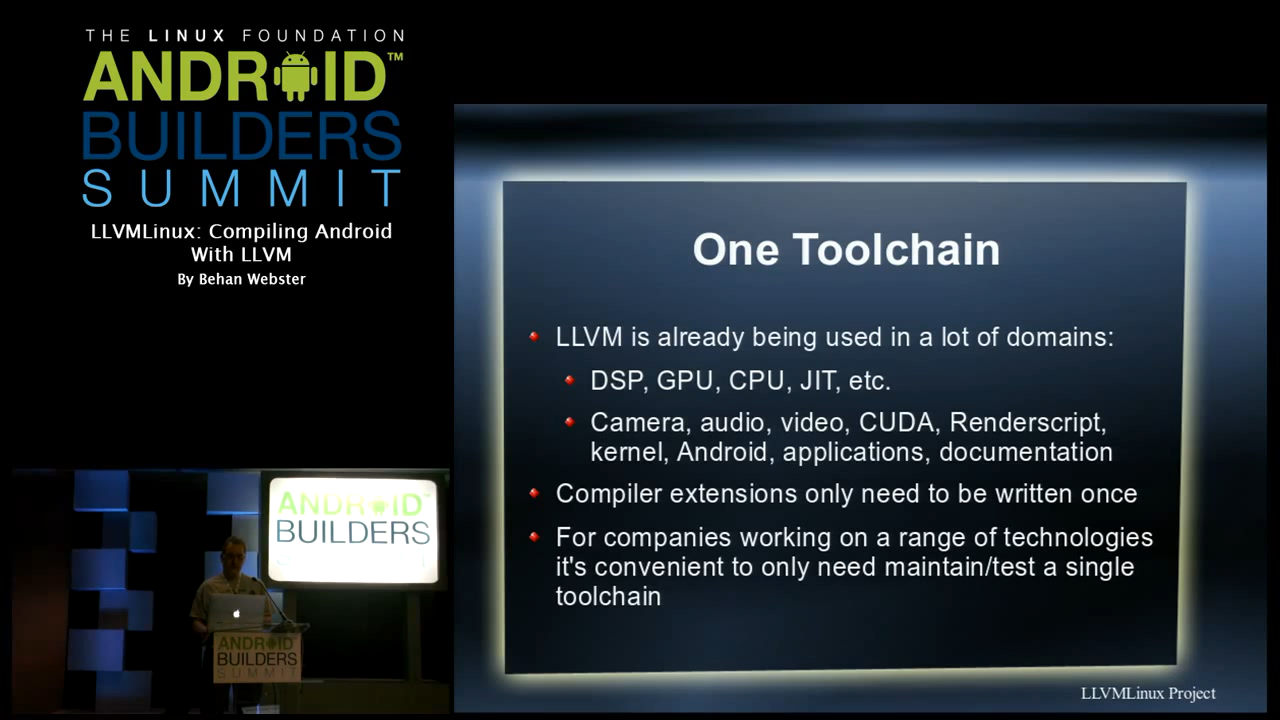 THE LINUX FOUNDATION
ANDROID™
BUILDERS
SUMMIT
LLVMLinux: Compiling Android
With LLVM
By Behan Webster
One Toolchain
LLVM is already being used in a lot of domains:
DSP, GPU, CPU, JIT, etc.
Camera, audio, video, CUDA, Renderscript,
kernel, Android, applications, documentation
Compiler extensions only need to be written once
For companies working on a range of technologies
it's convenient to only need maintain/test a single
toolchain
LLVMLinux Project
ANDROID™
BUILDERS
ANDROID™
BUILDERS
SUMMIT